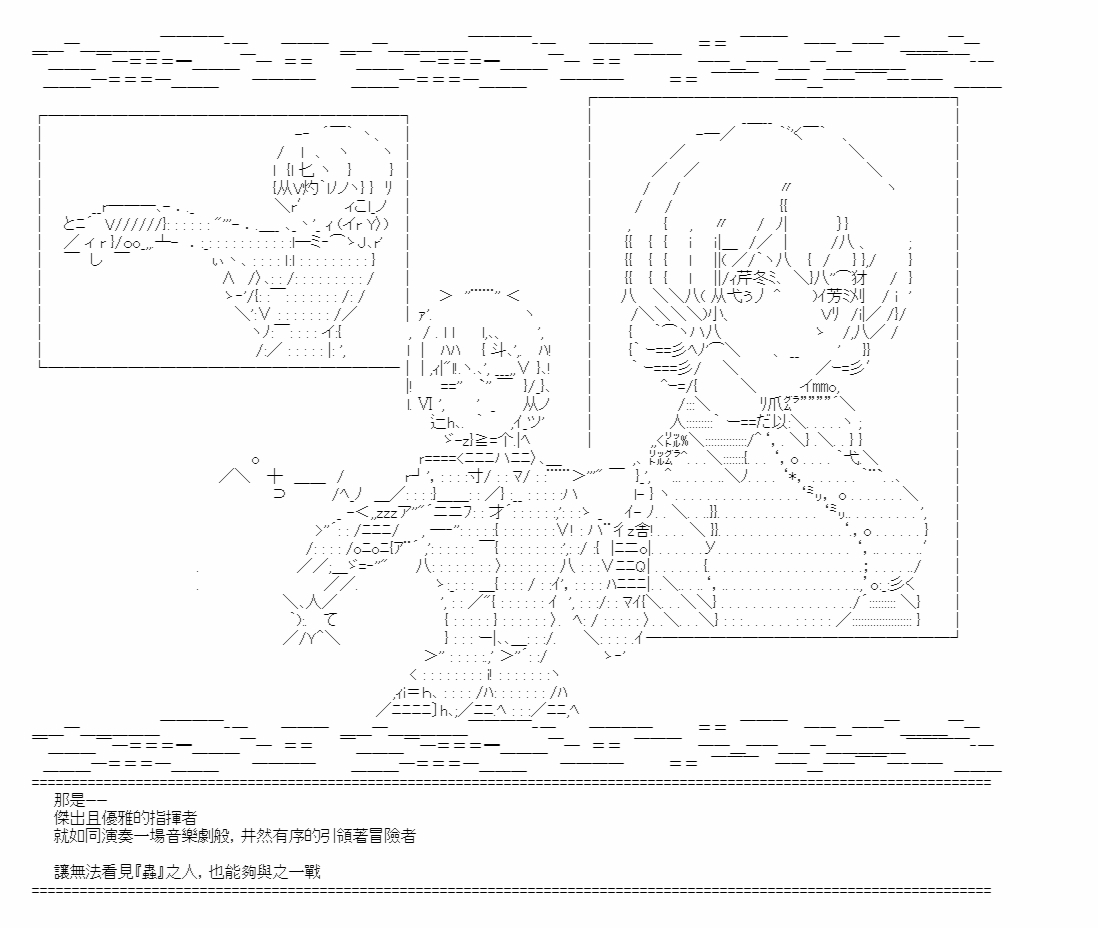 那是──
傑出且優雅的指揮者
就如同演奏一場音樂劇般, 井然有序的引領著冒險者
讓無法看見『蟲』之人, 也能夠與之一戰